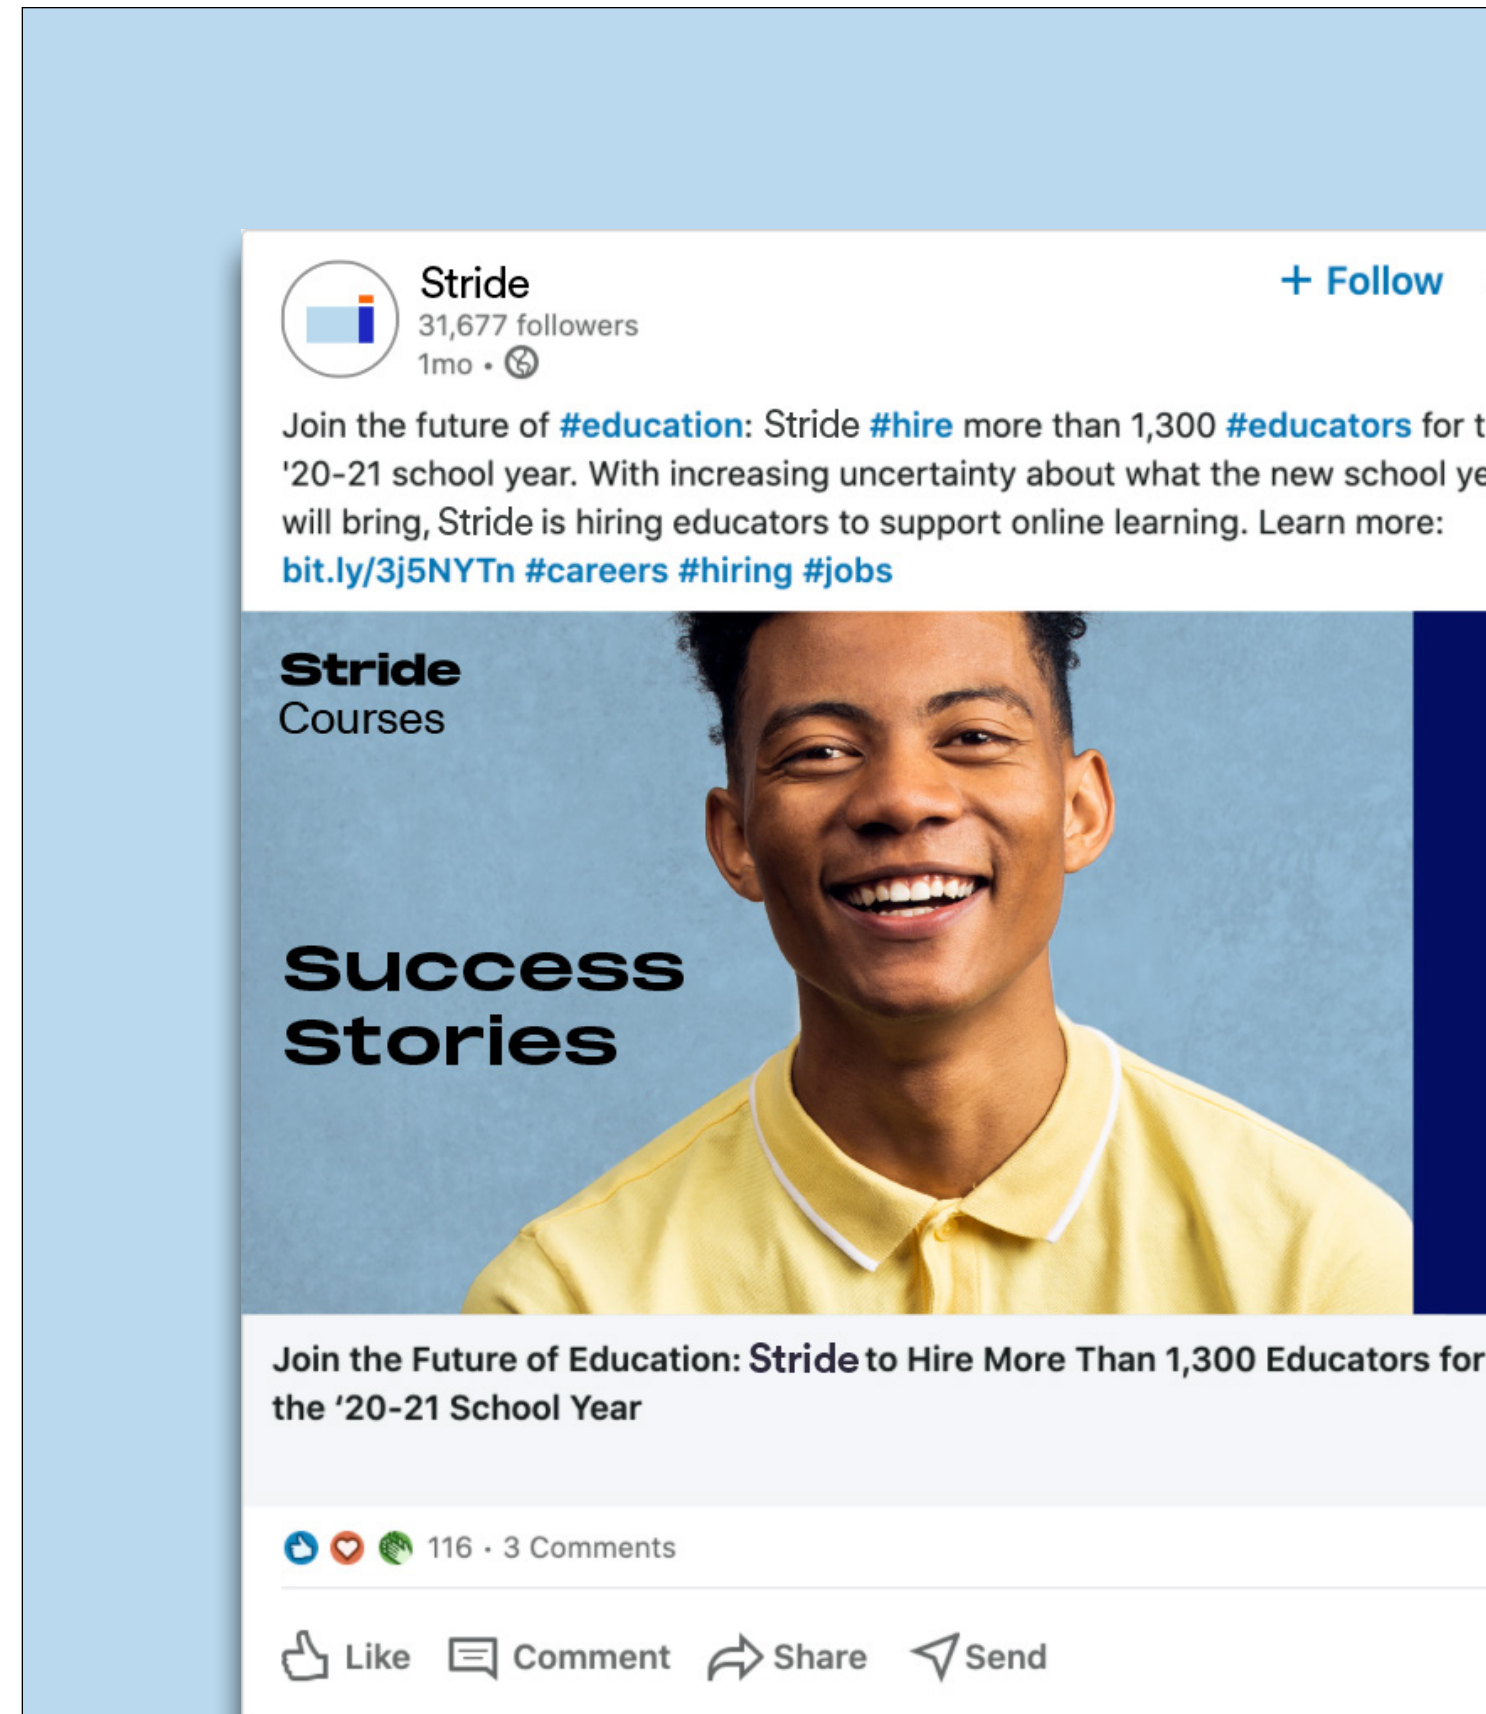 Stride
+ Follow
31,677 followers
1mo •
Join the future of #education: Stride #hire more than 1,300 #educators for t
'20-21 school year. With increasing uncertainty about what the new school ye
will bring, Stride is hiring educators to support online learning. Learn more:
bit.ly/3j5NYTn #careers #hiring #jobs
Stride
Courses
Success
Stories
Join the Future of Education: Stride to Hire More Than 1,300 Educators for
the ‘20-21 School Year
116 · 3 Comments
Like Comment Share Send